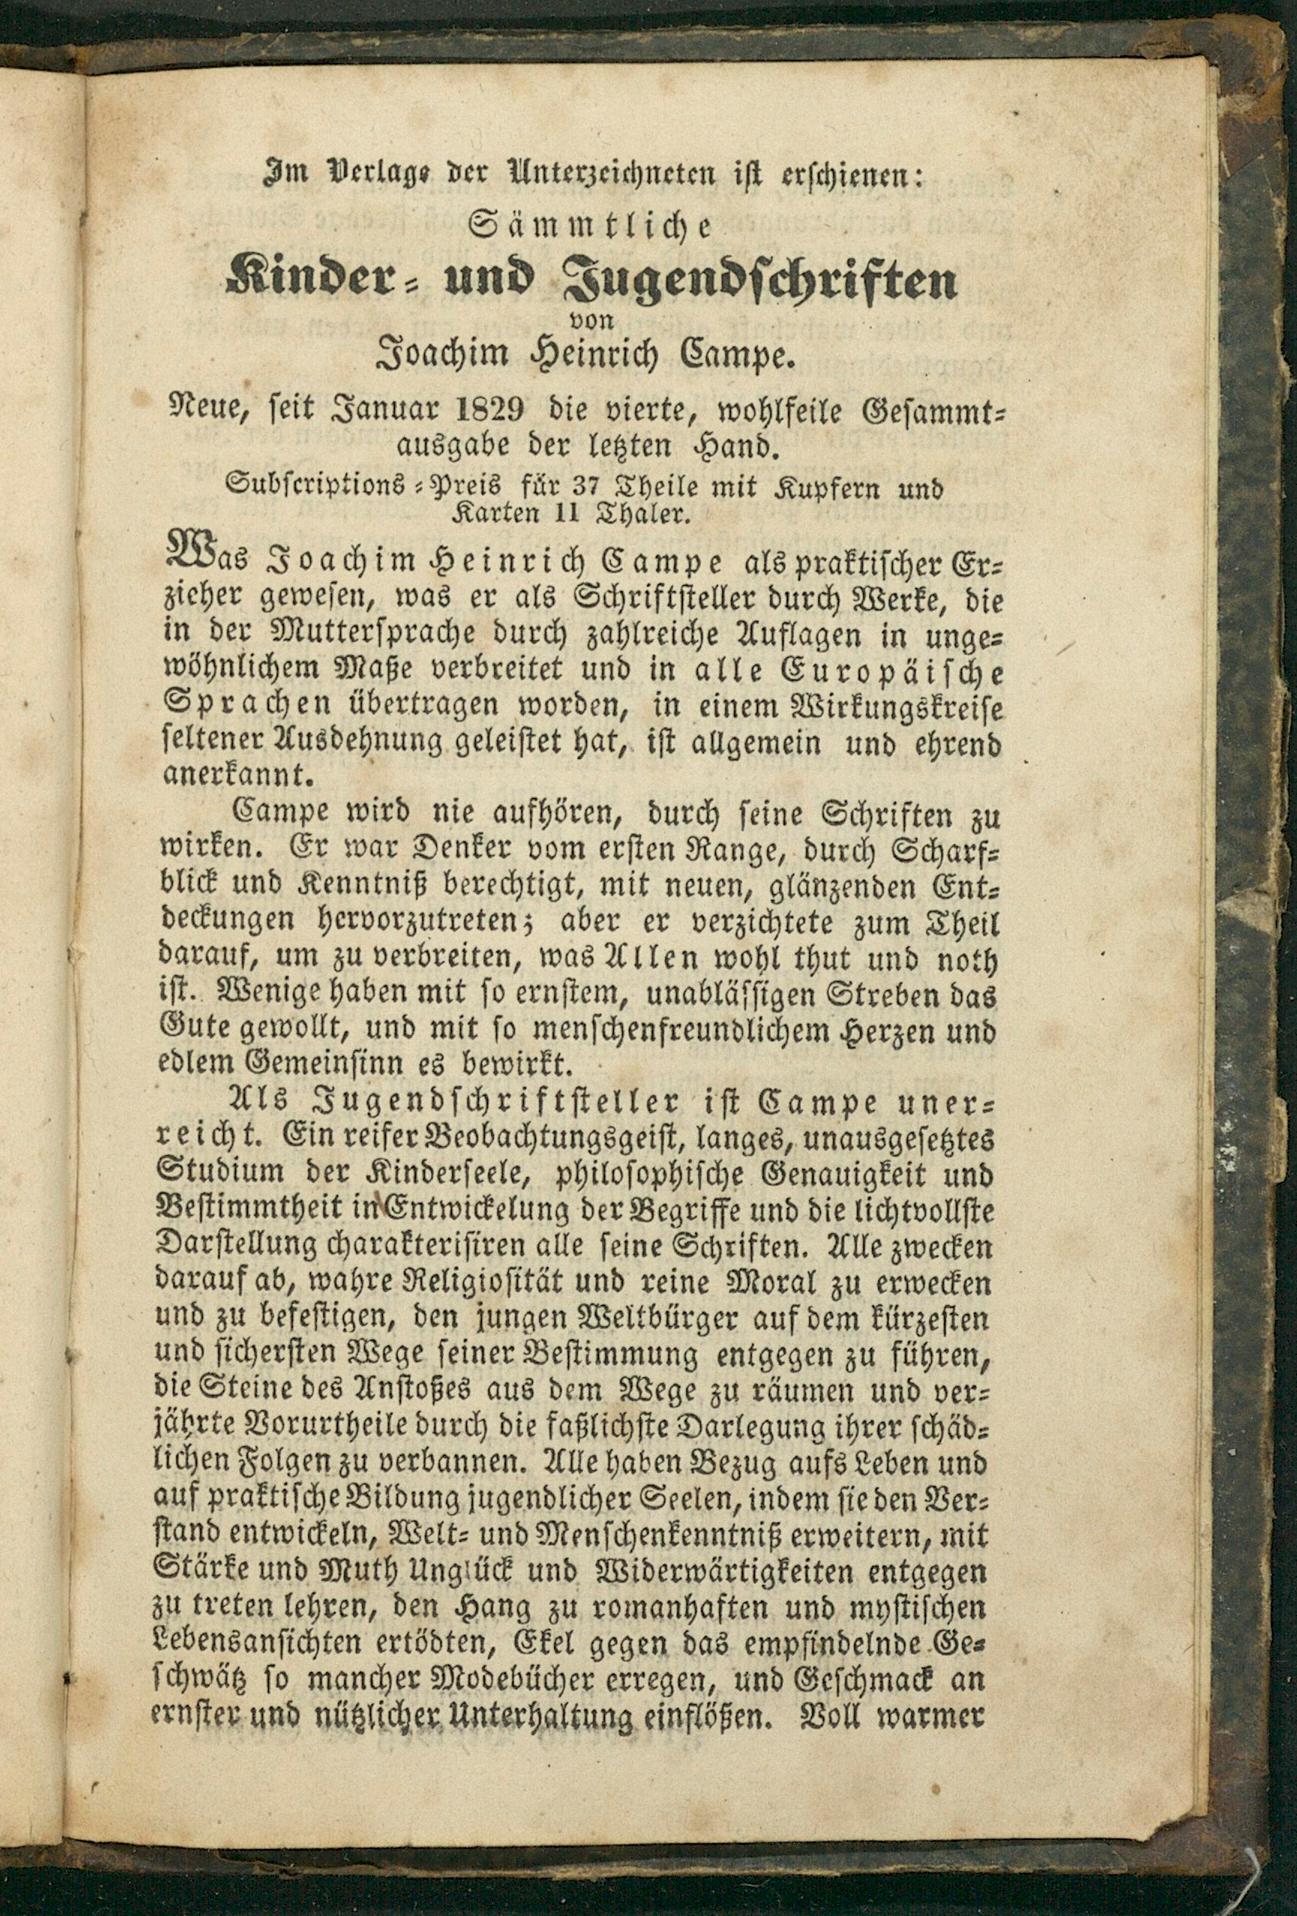 Im Verlage der Unterzeichneten ist erschienen:
Sämmtliche
Kinder- und Jugendschriften
von
Joachim Heinrich Campe.
Neue, seit Januar 1829 die vierte, wohlfeile Gesammt-
ausgabe der letzten Hand.
Subscriptions-Preis für 37 Theile mit Kupfern und
Karten 11 Thaler.
Was Joachim Heinrich Campe als praktischer Er-
zieher gewesen, was er als Schriftsteller durch Werke, die
in der Muttersprache durch zahlreiche Auflagen in unge-
wöhnlichem Maße verbreitet und in alle Europäische
Sprachen übertragen worden, in einem Wirkungskreise
seltener Ausdehnung geleistet hat, ist allgemein und ehrend
anerkannt.
Campe wird nie aufhören, durch seine Schriften zu
wirken. Er war Denker vom ersten Range, durch Scharf-
blick und Kenntniß berechtigt, mit neuen, glänzenden Ent-
deckungen hervorzutreten; aber er verzichtete zum Theil
darauf, um zu verbreiten, was Allen wohl thut und noth
ist. Wenige haben mit so ernstem, unablässigen Streben das
Gute gewollt, und mit so menschenfreundlichem Herzen und
edlem Gemeinsinn es bewirkt.
Als Jugendschriftsteller ist Campe uner-
reicht. Ein reifer Beobachtungsgeist, langes, unausgesetztes
Studium der Kinderseele, philosophische Genauigkeit und
Bestimmtheit in Entwickelung der Begriffe und die lichtvollste
Darstellung charakterisiren alle seine Schriften. Alle zwecken
darauf ab, wahre Religiosität und reine Moral zu erwecken
und zu befestigen, den jungen Weltbürger auf dem kürzesten
und sichersten Wege seiner Bestimmung entgegen zu führen,
die Steine des Anstoßes aus dem Wege zu räumen und ver-
jährte Vorurtheile durch die faßlichste Darlegung ihrer schäd-
lichen Folgen zu verbannen. Alle haben Bezug aufs Leben und
auf praktische Bildung jugendlicher Seelen, indem sie den Ver-
stand entwickeln, Welt- und Menschenkenntniß erweitern, mit
Stärke und Muth Unglück und Widerwärtigkeiten entgegen
zu treten lehren, den Hang zu romanhaften und mystischen
Lebensansichten ertödten, Ekel gegen das empfindelnde Ge-
schwätz so mancher Modebücher erregen, und Geschmack an
ernster und nützlicher Unterhaltung einflößen. Voll warmer